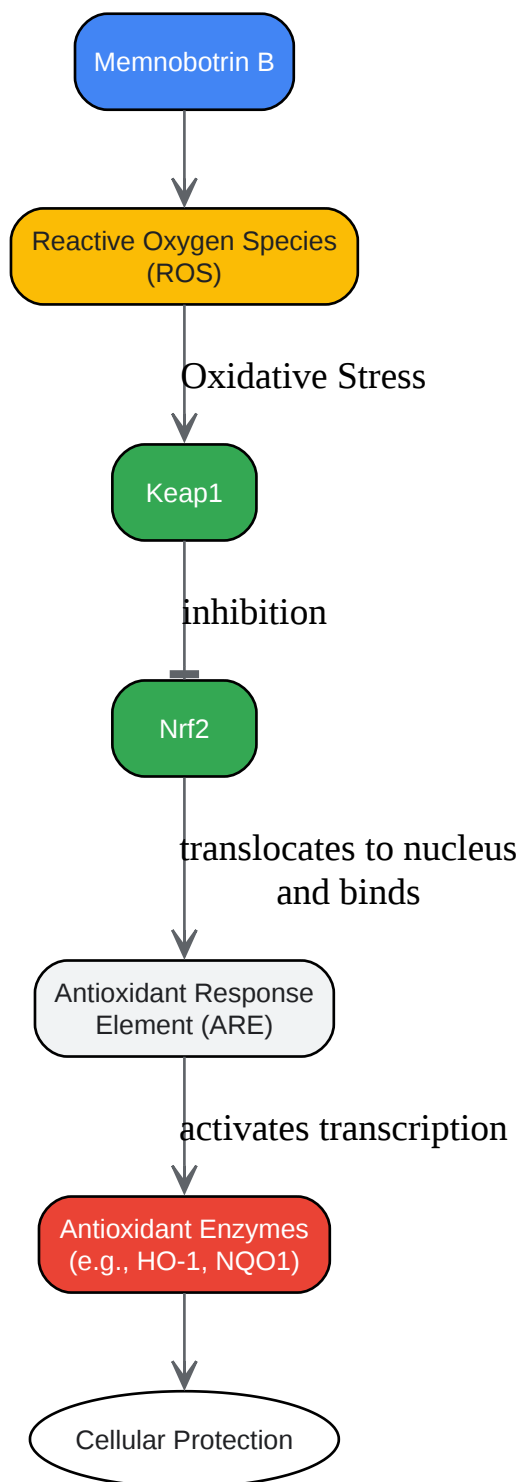 Memnobotrin B
Reactive Oxygen Species
(ROS)
Oxidative Stress
Keap1
inhibition
Nrf2
translocates to nucleus
and binds
Antioxidant Response
Element (ARE)
activates transcription
Antioxidant Enzymes
(e.g., HO-1, NQO1)
Cellular Protection